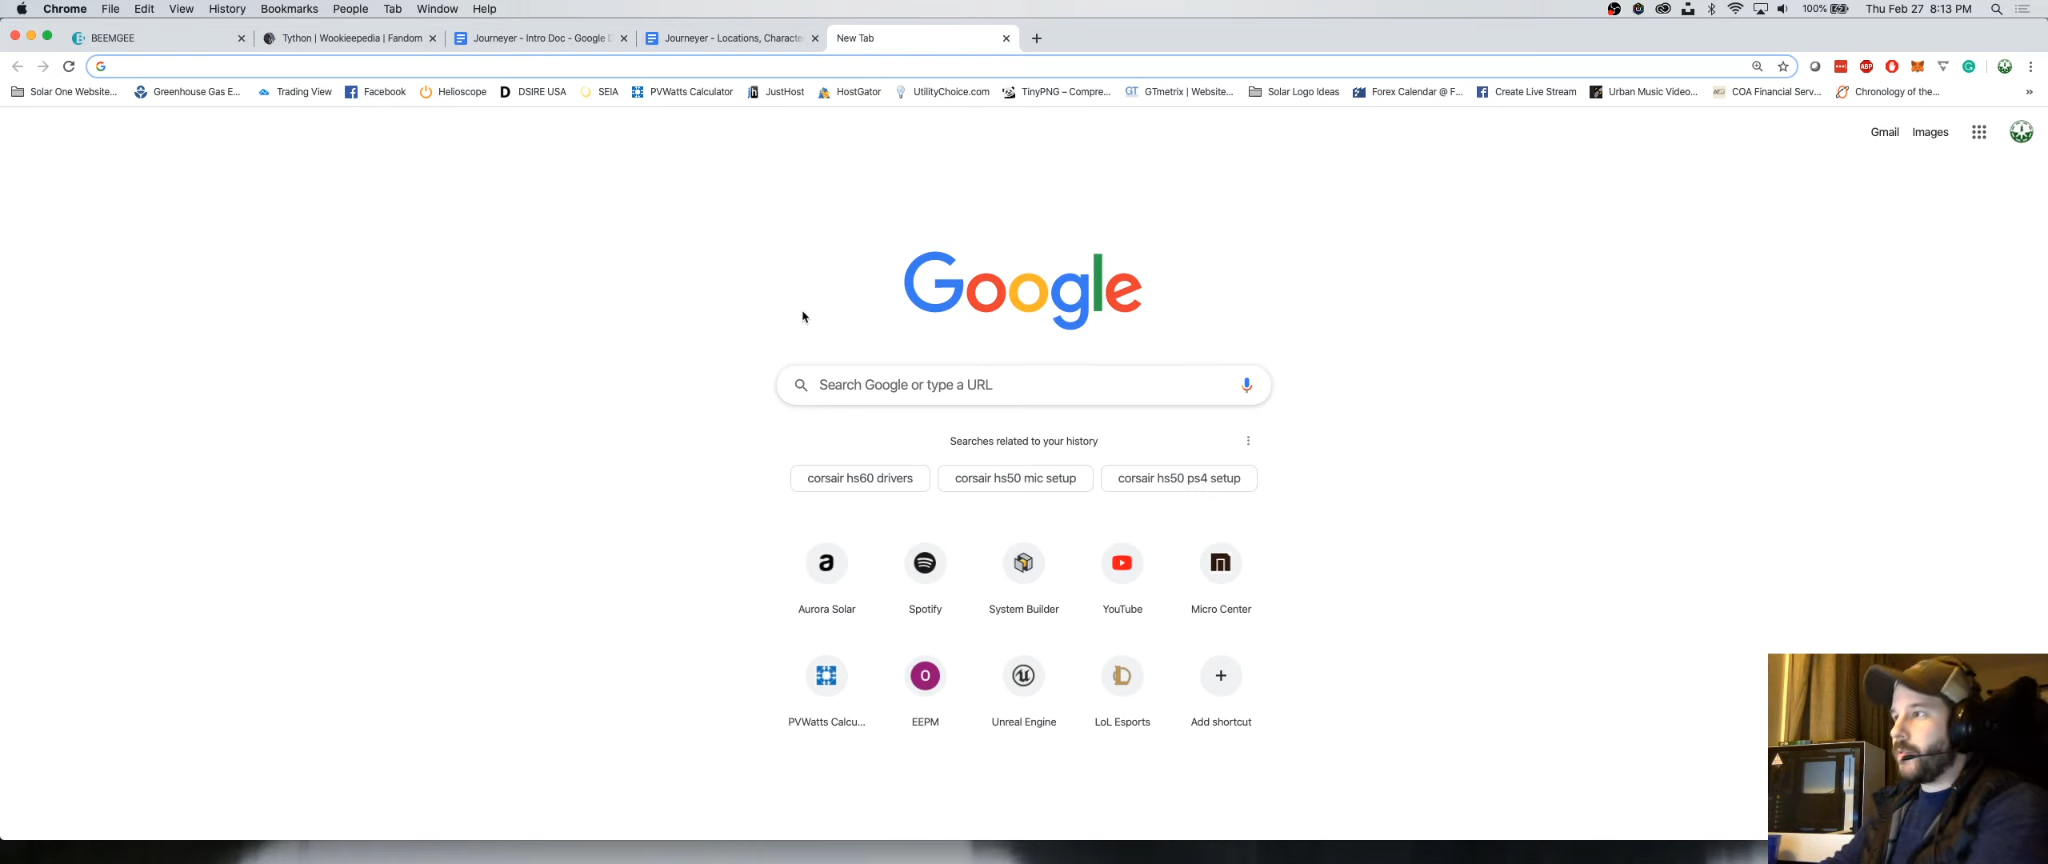 Chrome File Edit View History Bookmarks People Tab Window Help 100% Thu Feb 27 8:13 PM
BEEMGEE Tython | Wookieepedia | Fandom Journeyer - Intro Doc - Google D Journeyer - Locations, Characte New Tab
Solar One Website... Greenhouse Gas E... Trading View Facebook Helioscope DSIRE USA SEIA PVWatts Calculator JustHost HostGator UtilityChoice.com TinyPNG – Compre... GTmetrix | Website... Solar Logo Ideas Forex Calendar @ F... Create Live Stream Urban Music Video... COA Financial Serv... Chronology of the... »
Gmail Images
Google
Search Google or type a URL
Searches related to your history
corsair hs60 drivers corsair hs50 mic setup corsair hs50 ps4 setup
Aurora Solar Spotify System Builder YouTube Micro Center
PVWatts Calcu... EEPM Unreal Engine LoL Esports Add shortcut